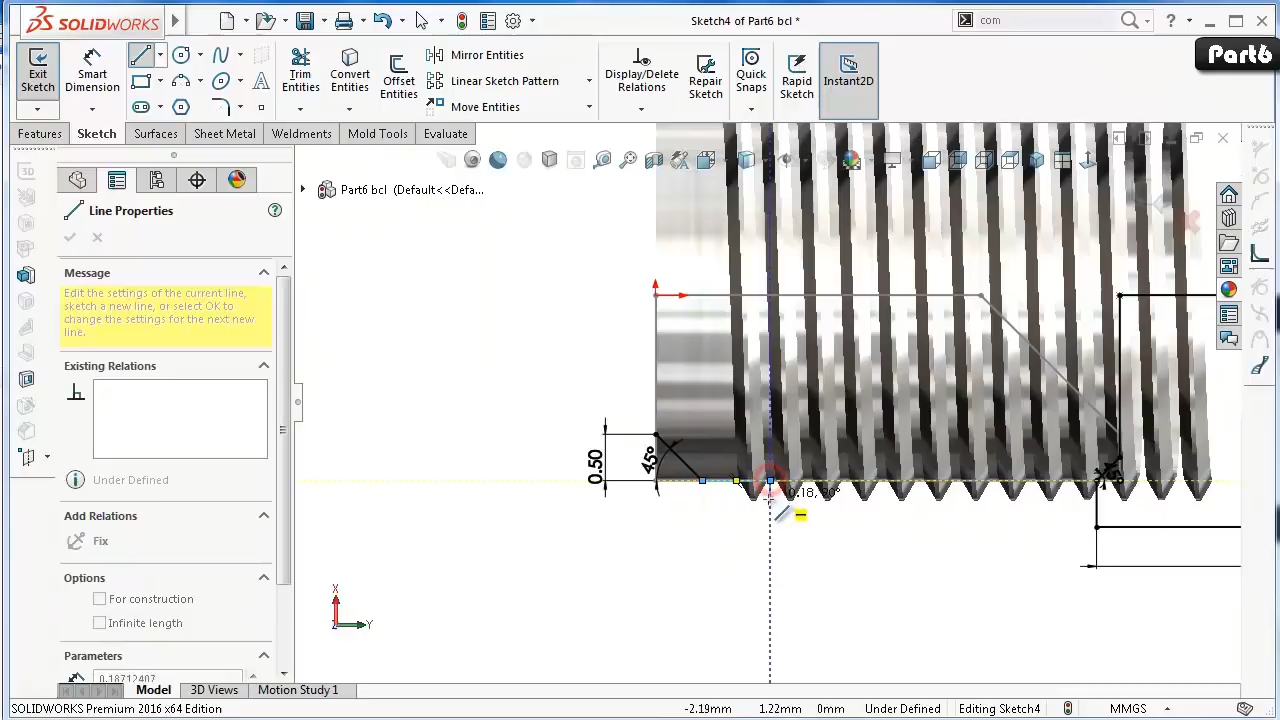 SOLIDWORKS
Sketch4 of Part6 bcl *
com
Part6
Exit Sketch
Smart Dimension
Trim Entities
Convert Entities
Offset Entities
Mirror Entities
Linear Sketch Pattern
Move Entities
Display/Delete Relations
Repair Sketch
Quick Snaps
Rapid Sketch
Instant2D
Features
Sketch
Surfaces
Sheet Metal
Weldments
Mold Tools
Evaluate
Part6 bcl (Default<<Defa...
Line Properties
Message
Edit the settings of the current line, sketch a new line, or select OK to change the settings for the next new line.
Existing Relations
Under Defined
Add Relations
Fix
Options
For construction
Infinite length
Parameters
0.18712407
0.50
45°
X
Y
Model
3D Views
Motion Study 1
SOLIDWORKS Premium 2016 x64 Edition
-2.19mm
1.22mm
0mm
Under Defined
Editing Sketch4
MMGS